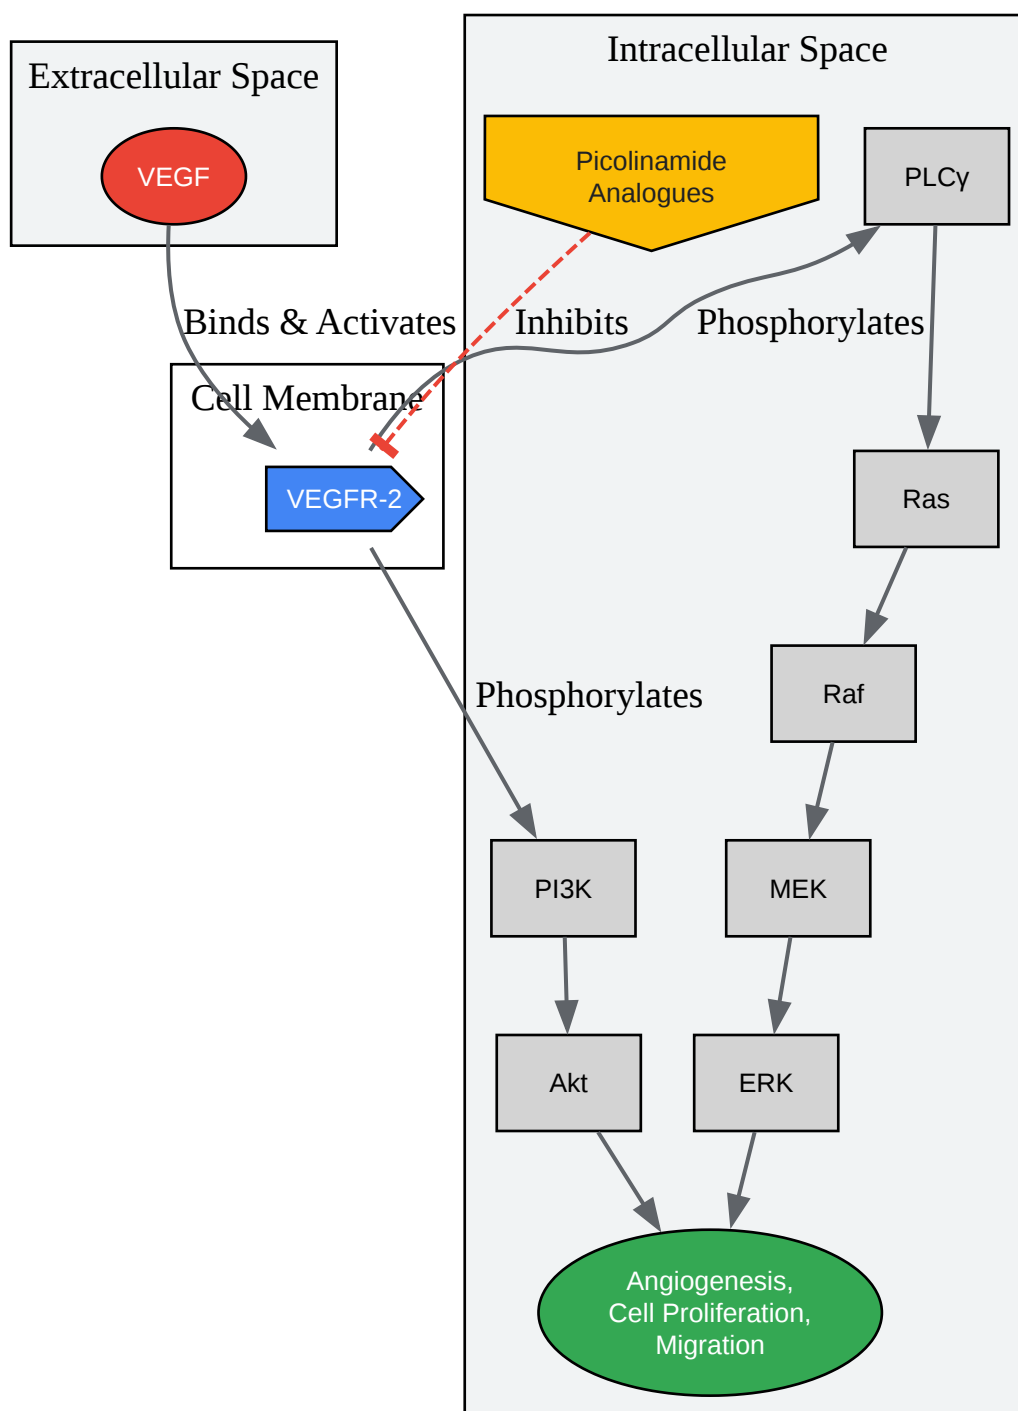 Intracellular Space
Extracellular Space
VEGF
Picolinamide
Analogues
PLCγ
Binds & Activates
Inhibits
Phosphorylates
Cell Membrane
VEGFR-2
Ras
Raf
Phosphorylates
PI3K
MEK
Akt
ERK
Angiogenesis,
Cell Proliferation,
Migration